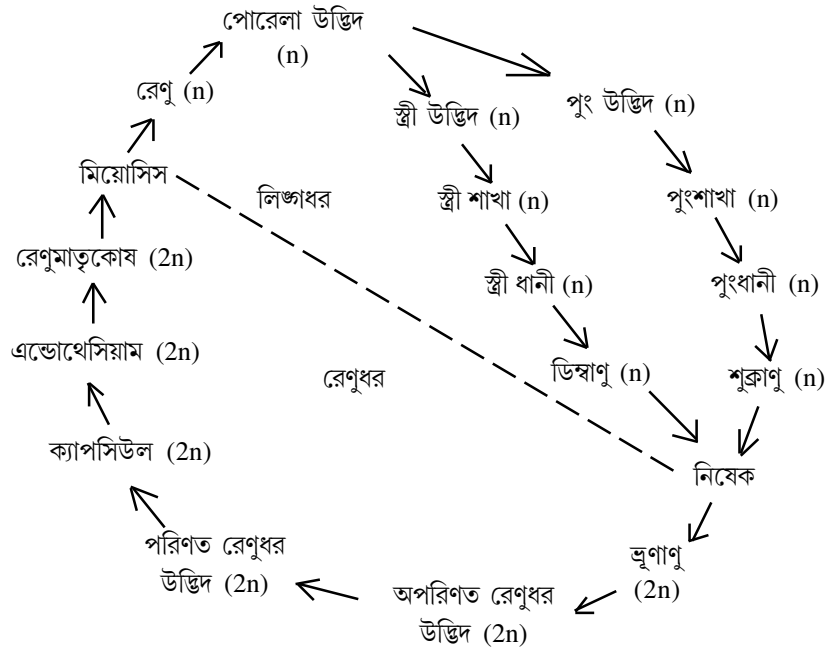 পোরেলা উদ্ভিদ
(n)
রেণু (n)
স্ত্রী উদ্ভিদ (n)
পুং উদ্ভিদ (n)
মিয়োসিস
লিঙ্গধর
স্ত্রী শাখা (n)
পুংশাখা (n)
রেণুমাতৃকোষ (2n)
স্ত্রী ধানী (n)
পুংধানী (n)
এন্ডোথেসিয়াম (2n)
রেণুধর
ডিম্বাণু (n)
শুক্রাণু (n)
ক্যাপসিউল (2n)
নিষেক
পরিণত রেণুধর
উদ্ভিদ (2n)
ভ্রূণাণু
(2n)
অপরিণত রেণুধর
উদ্ভিদ (2n)